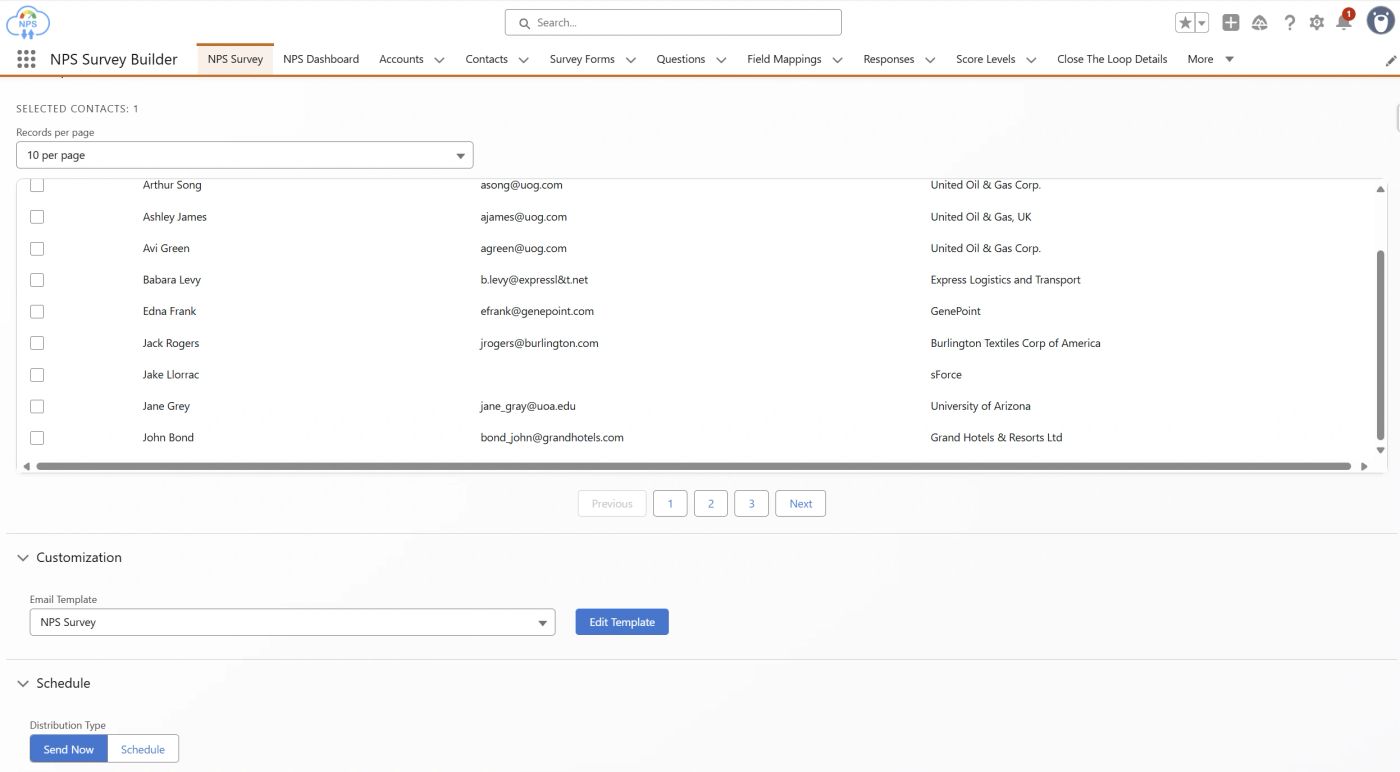 NPS
Search...
1
NPS Survey Builder NPS Survey NPS Dashboard Accounts Contacts Survey Forms Questions Field Mappings Responses Score Levels Close The Loop Details More
SELECTED CONTACTS: 1
Records per page
10 per page
Arthur Song asong@uog.com United Oil & Gas Corp.
Ashley James ajames@uog.com United Oil & Gas, UK
Avi Green agreen@uog.com United Oil & Gas Corp.
Babara Levy b.levy@expressl&t.net Express Logistics and Transport
Edna Frank efrank@genepoint.com GenePoint
Jack Rogers jrogers@burlington.com Burlington Textiles Corp of America
Jake Llorrac sForce
Jane Grey jane_gray@uoa.edu University of Arizona
John Bond bond_john@grandhotels.com Grand Hotels & Resorts Ltd
Previous 1 2 3 Next
Customization
Email Template
NPS Survey Edit Template
Schedule
Distribution Type
Send Now Schedule